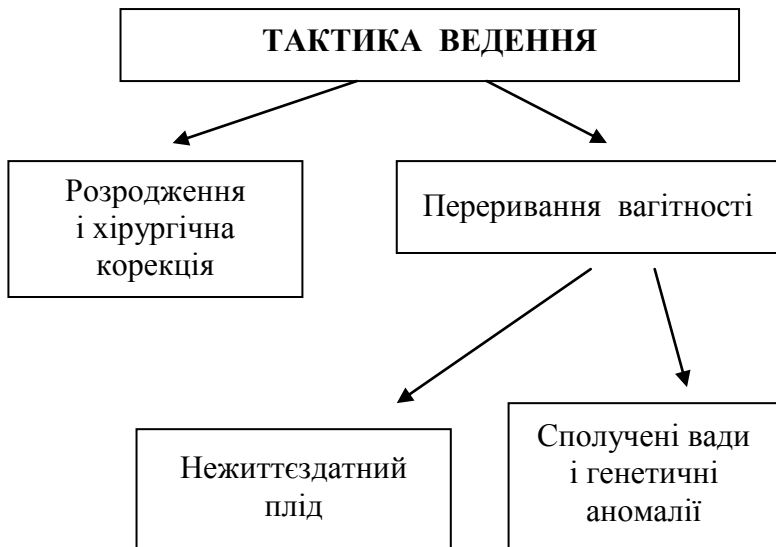 ТАКТИКА ВЕДЕННЯ
Розродження
і хірургічна
корекція
Переривання вагітності
Нежиттєздатний
плід
Сполучені вади
і генетичні
аномалії